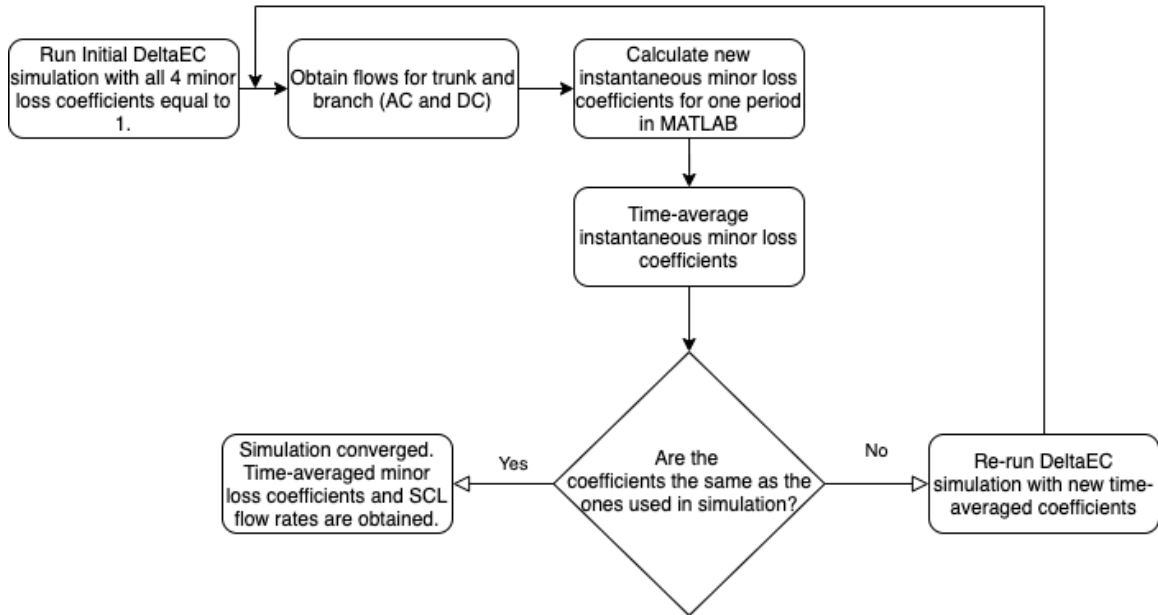 Run Initial DeltaEC
simulation with all 4 minor
loss coefficients equal to
1.
Obtain flows for trunk and
branch (AC and DC)
Calculate new
instantaneous minor loss
coefficients for one period
in MATLAB
Time-average
instantaneous minor loss
coefficients
Are the
coefficients the same as the
ones used in simulation?
Yes
Simulation converged.
Time-averaged minor
loss coefficients and SCL
flow rates are obtained.
No
Re-run DeltaEC
simulation with new time-
averaged coefficients